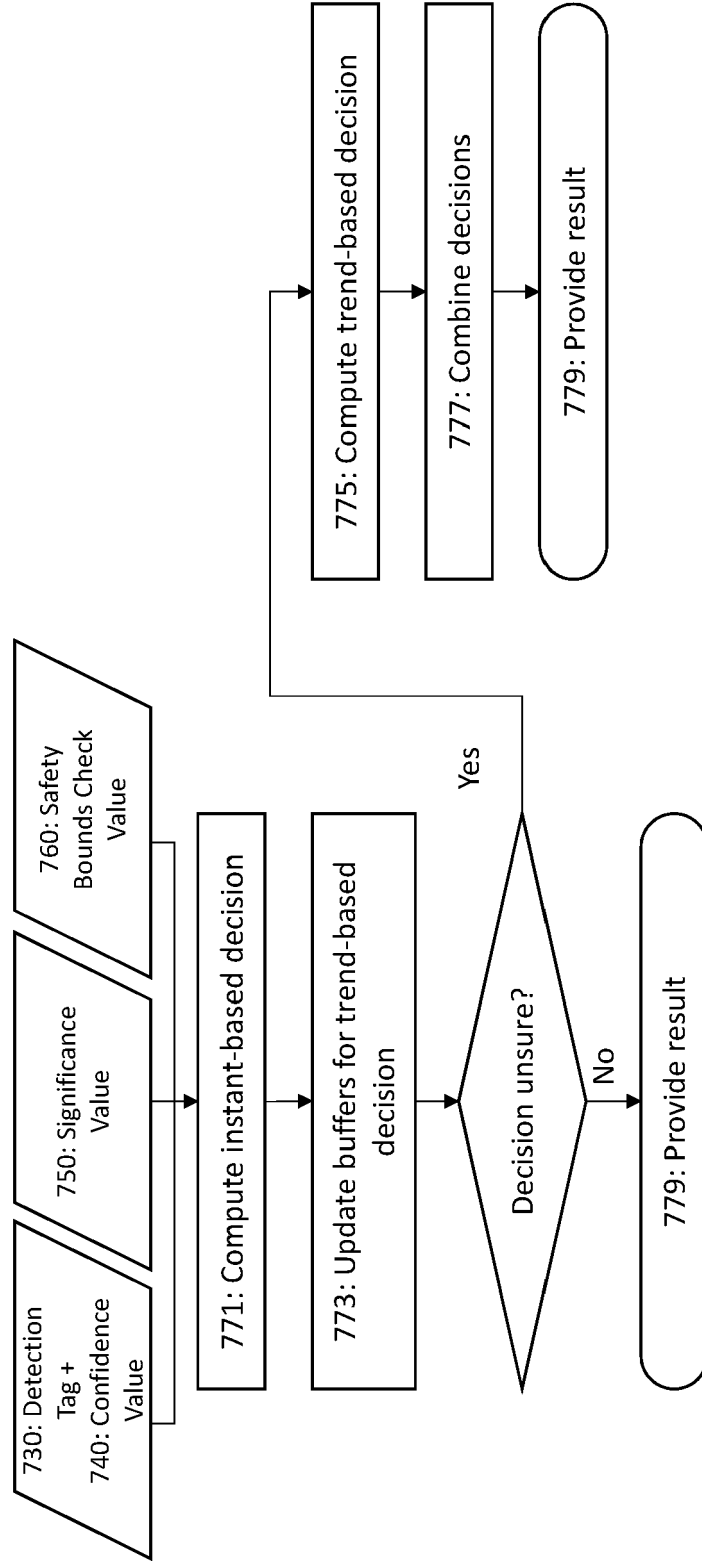 730: Detection
Tag +
740: Confidence
Value
750: Significance
Value
760: Safety
Bounds Check
Value
771: Compute instant-based decision
773: Update buffers for trend-based
decision
Decision unsure?
Yes
No
779: Provide result
775: Compute trend-based decision
777: Combine decisions
779: Provide result